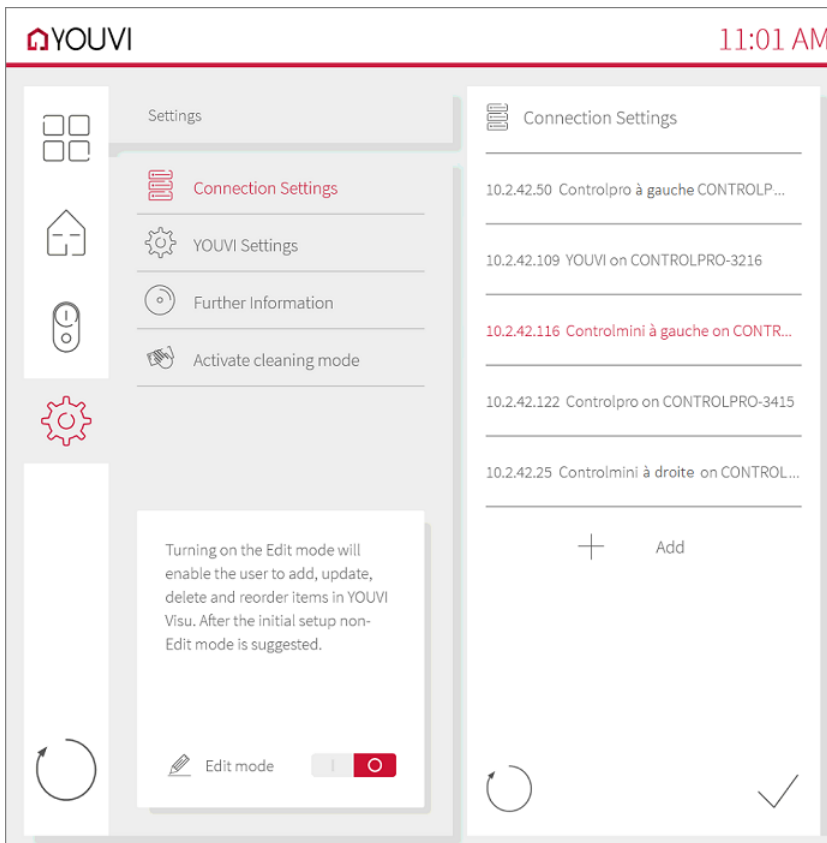 YOUVI
11:01 AM
Settings
Connection Settings
YOUVI Settings
Further Information
Activate cleaning mode
Turning on the Edit mode will
enable the user to add, update,
delete and reorder items in YOUVI
Visu. After the initial setup non-
Edit mode is suggested.
Edit mode
Connection Settings
10.2.42.50 Controlpro à gauche CONTROLP...
10.2.42.109 YOUVI on CONTROLPRO-3216
10.2.42.116 Controlmini à gauche on CONTR...
10.2.42.122 Controlpro on CONTROLPRO-3415
10.2.42.25 Controlmini à droite on CONTROL...
Add